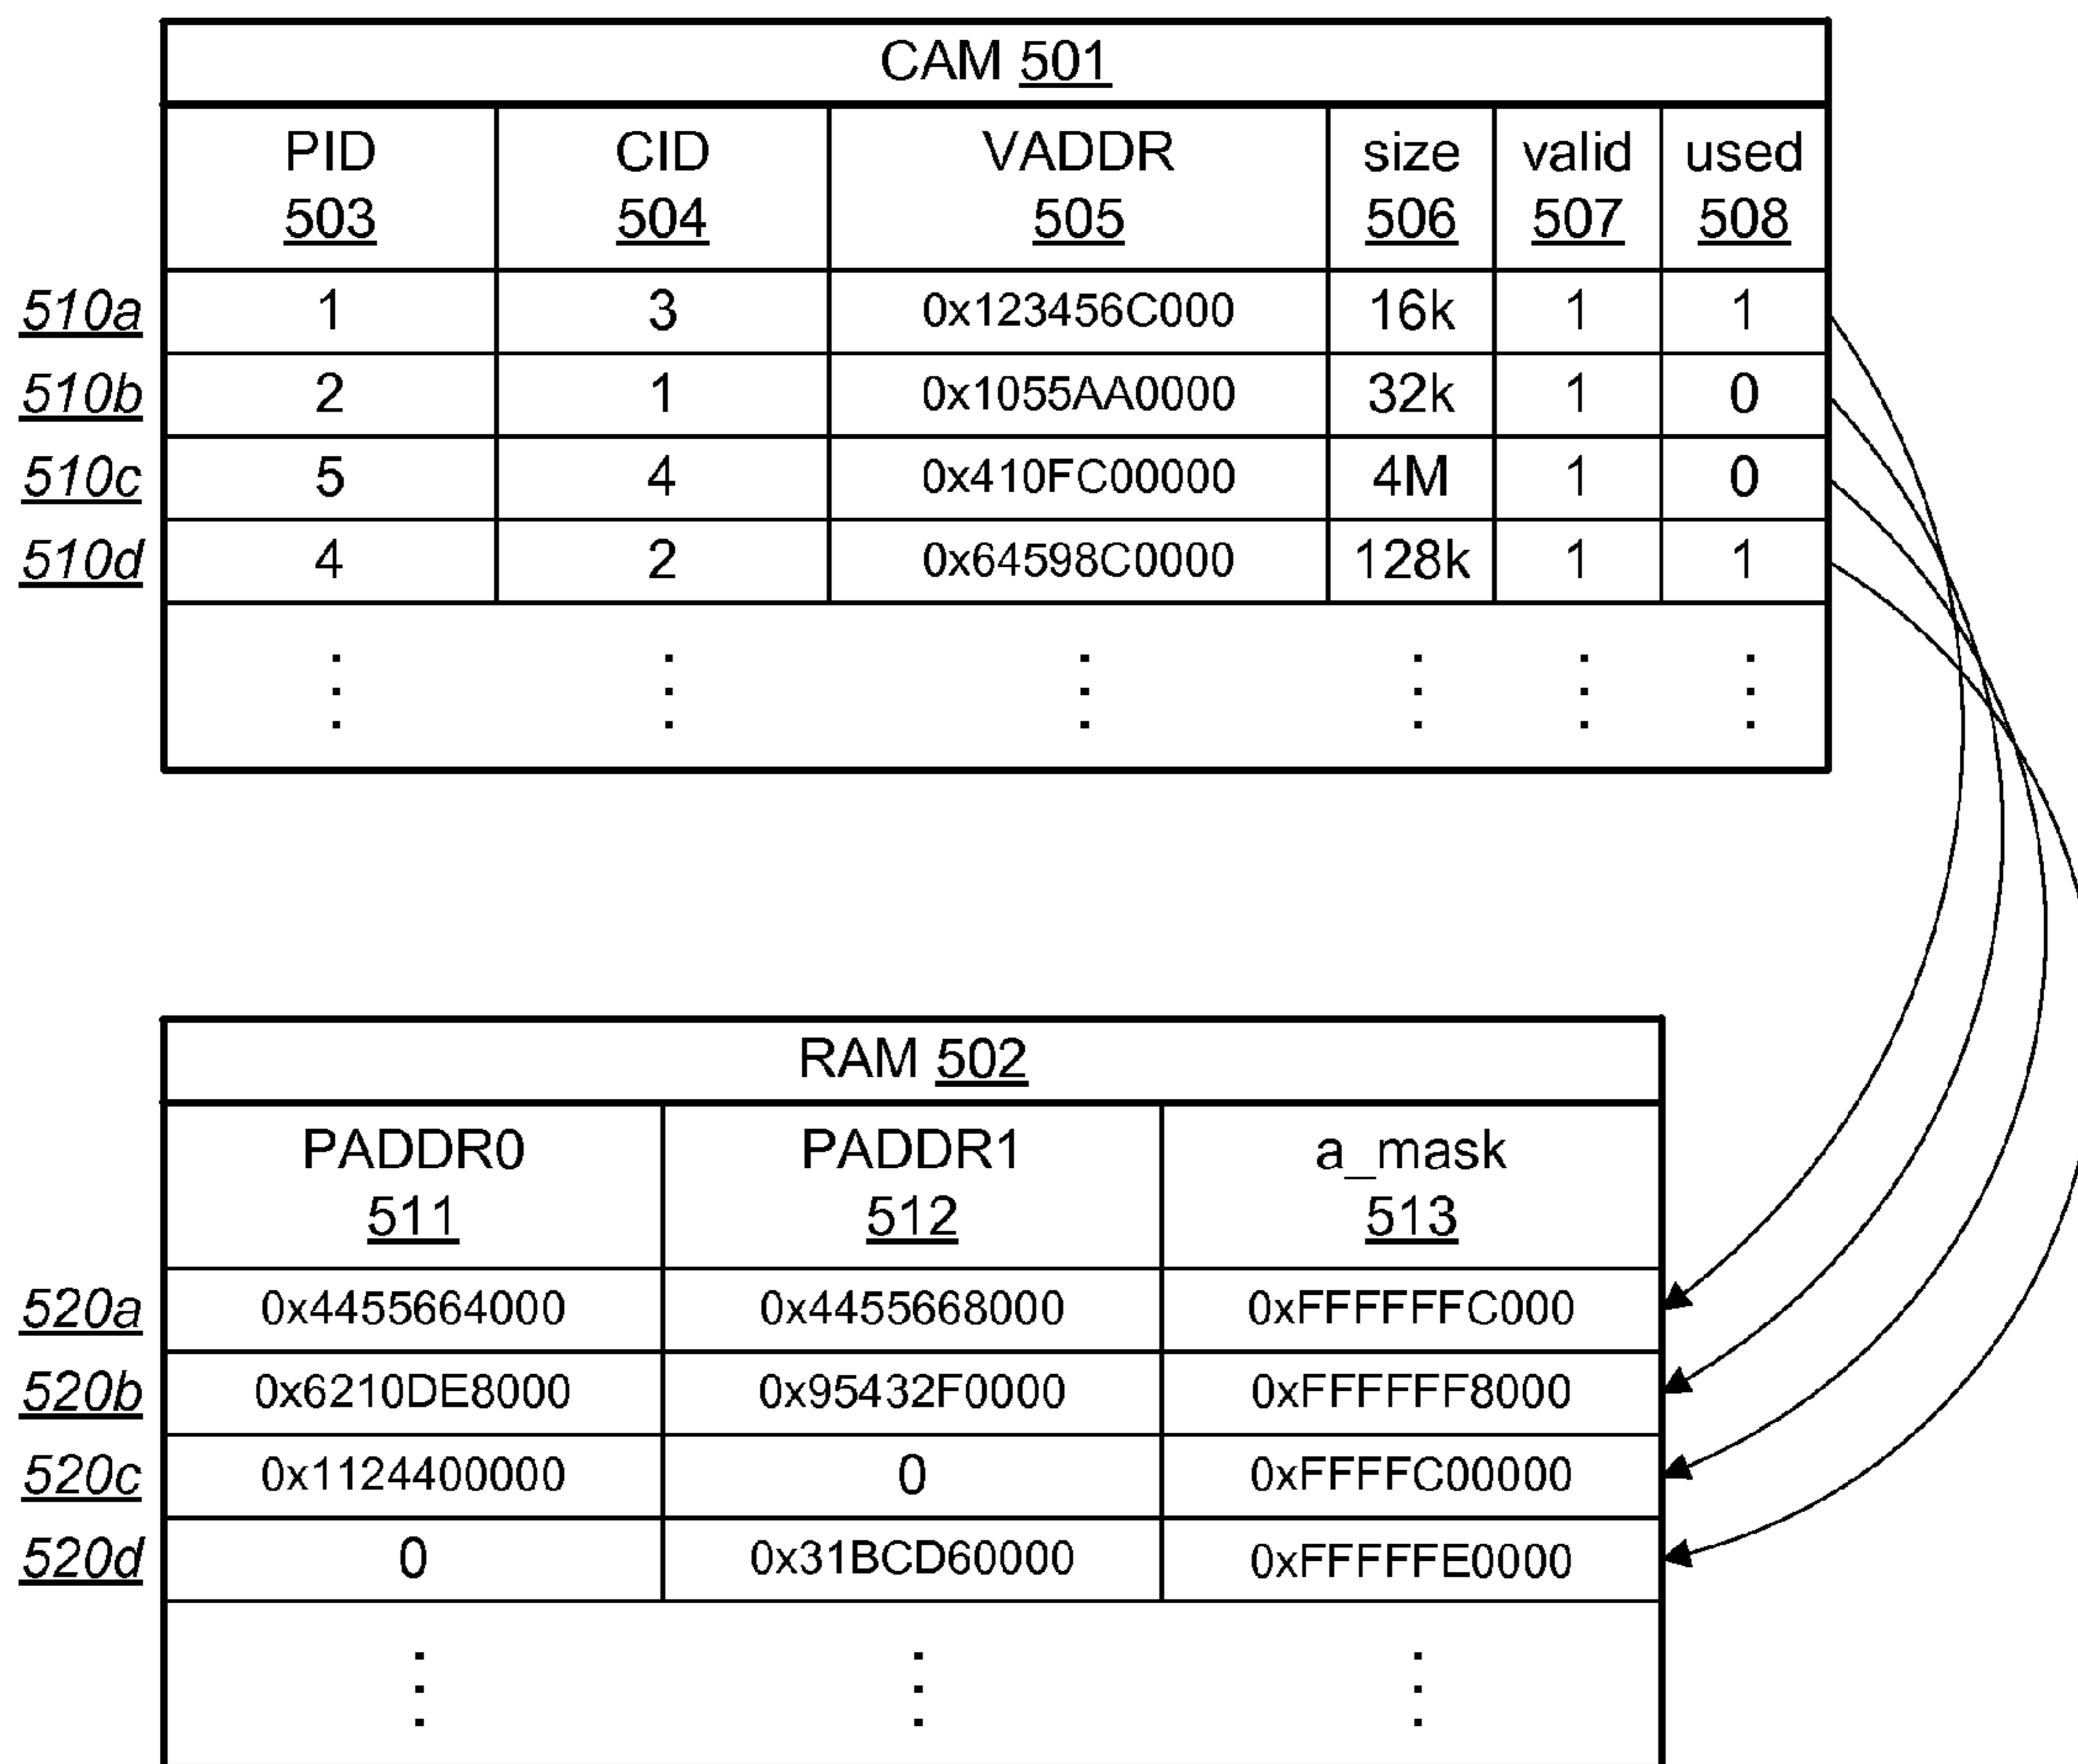 CAM 501
PID CID VADDR size valid used
503 504 505 506 507 508
510a 1 3 0x123456C000 16k 1 1
510b 2 1 0x1055AA0000 32k 1 0
510c 5 4 0x410FC00000 4M 1 0
510d 4 2 0x64598C0000 128k 1 1
RAM 502
PADDR0 PADDR1 a_mask
511 512 513
520a 0x4455664000 0x4455668000 0xFFFFFFC000
520b 0x6210DE8000 0x95432F0000 0xFFFFFF8000
520c 0x1124400000 0 0xFFFFC00000
520d 0 0x31BCD60000 0xFFFFFE0000